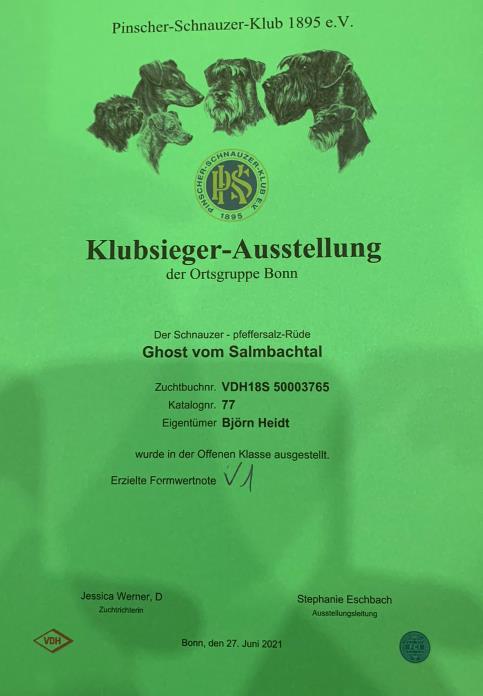 Pinscher-Schnauzer-Klub 1895 e.V.
PINSCHER-SCHNAUZER-KLUB E.V.
PSK
1895
Klubsieger-Ausstellung
der Ortsgruppe Bonn
Der Schnauzer - pfeffersalz-Rüde
Ghost vom Salmbachtal
Zuchtbuchnr. VDH18S 50003765
Katalognr. 77
Eigentümer Björn Heidt
wurde in der Offenen Klasse ausgestellt.
Erzielte Formwertnote V1
Jessica Werner, D
Zuchtrichterin
Stephanie Eschbach
Ausstellungsleitung
VDH
Bonn, den 27. Juni 2021
FCI